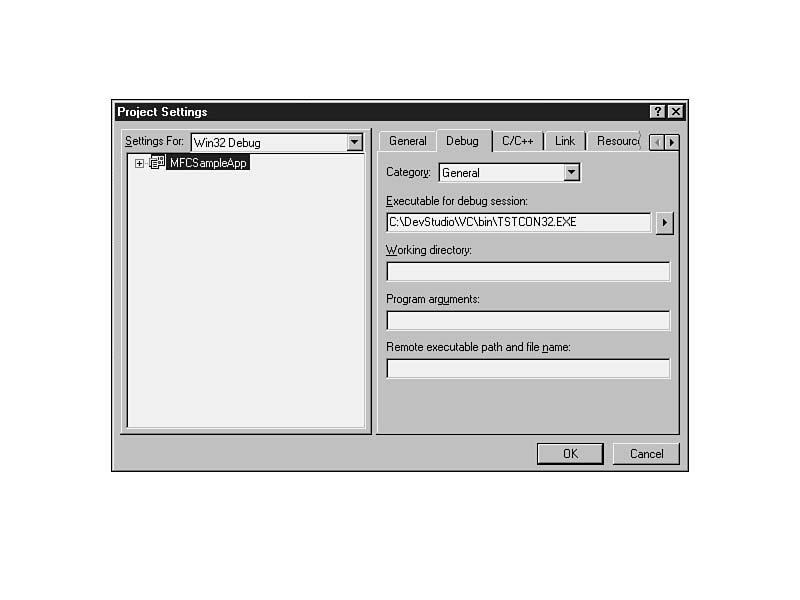 Project Settings
Settings For: Win32 Debug
MFCSampleApp
General Debug C/C++ Link Resourc
Category: General
Executable for debug session:
C:\DevStudio\VC\bin\TSTCON32.EXE
Working directory:
Program arguments:
Remote executable path and file name:
OK Cancel